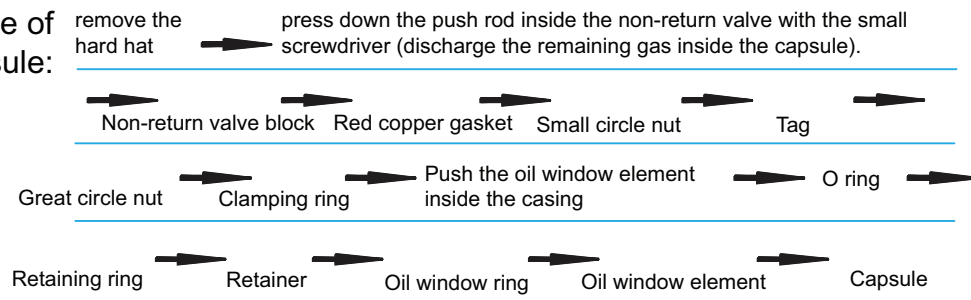 e of
sule:
remove the
hard hat
press down the push rod inside the non-return valve with the small
screwdriver (discharge the remaining gas inside the capsule).
Non-return valve block Red copper gasket Small circle nut Tag
Great circle nut Clamping ring Push the oil window element
inside the casing O ring
Retaining ring Retainer Oil window ring Oil window element Capsule